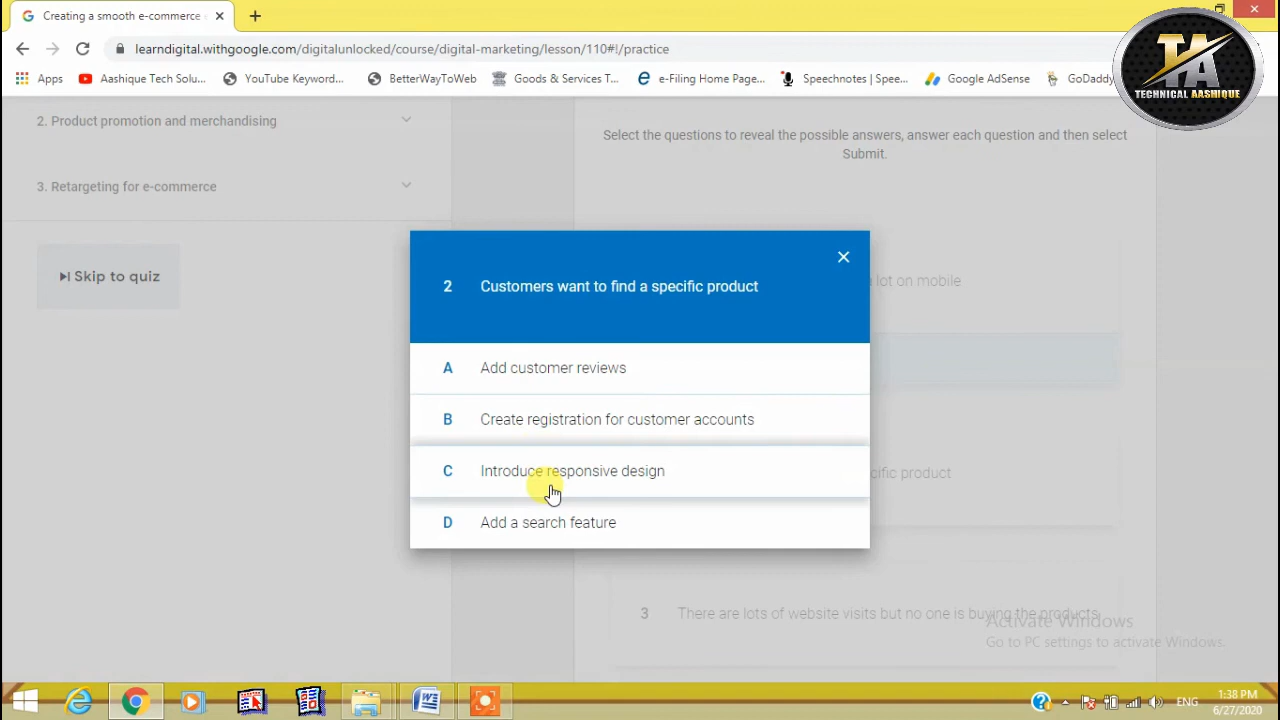 Creating a smooth e-commerce
learndigital.withgoogle.com/digitalunlocked/course/digital-marketing/lesson/110#!/practice
Apps
Aashique Tech Solu...
YouTube Keyword...
BetterWayToWeb
Goods & Services T...
e-Filing Home Page...
Speechnotes | Spee...
Google AdSense
GoDaddy
TA
TECHNICAL AASHIQUE
2. Product promotion and merchandising
3. Retargeting for e-commerce
Skip to quiz
Select the questions to reveal the possible answers, answer each question and then select
Submit.
a lot on mobile
2 Customers want to find a specific product
A Add customer reviews
B Create registration for customer accounts
C Introduce responsive design
D Add a search feature
cific product
3 There are lots of website visits but no one is buying the products
Activate Windows
Go to PC settings to activate Windows.
ENG
1:38 PM
6/27/2020